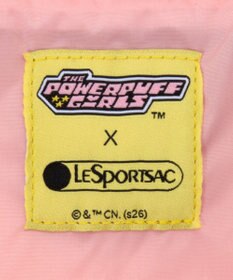 THE
POWERPUFF
GIRLS ™
X
LESPORTSAC
© & ™ CN. (s26)